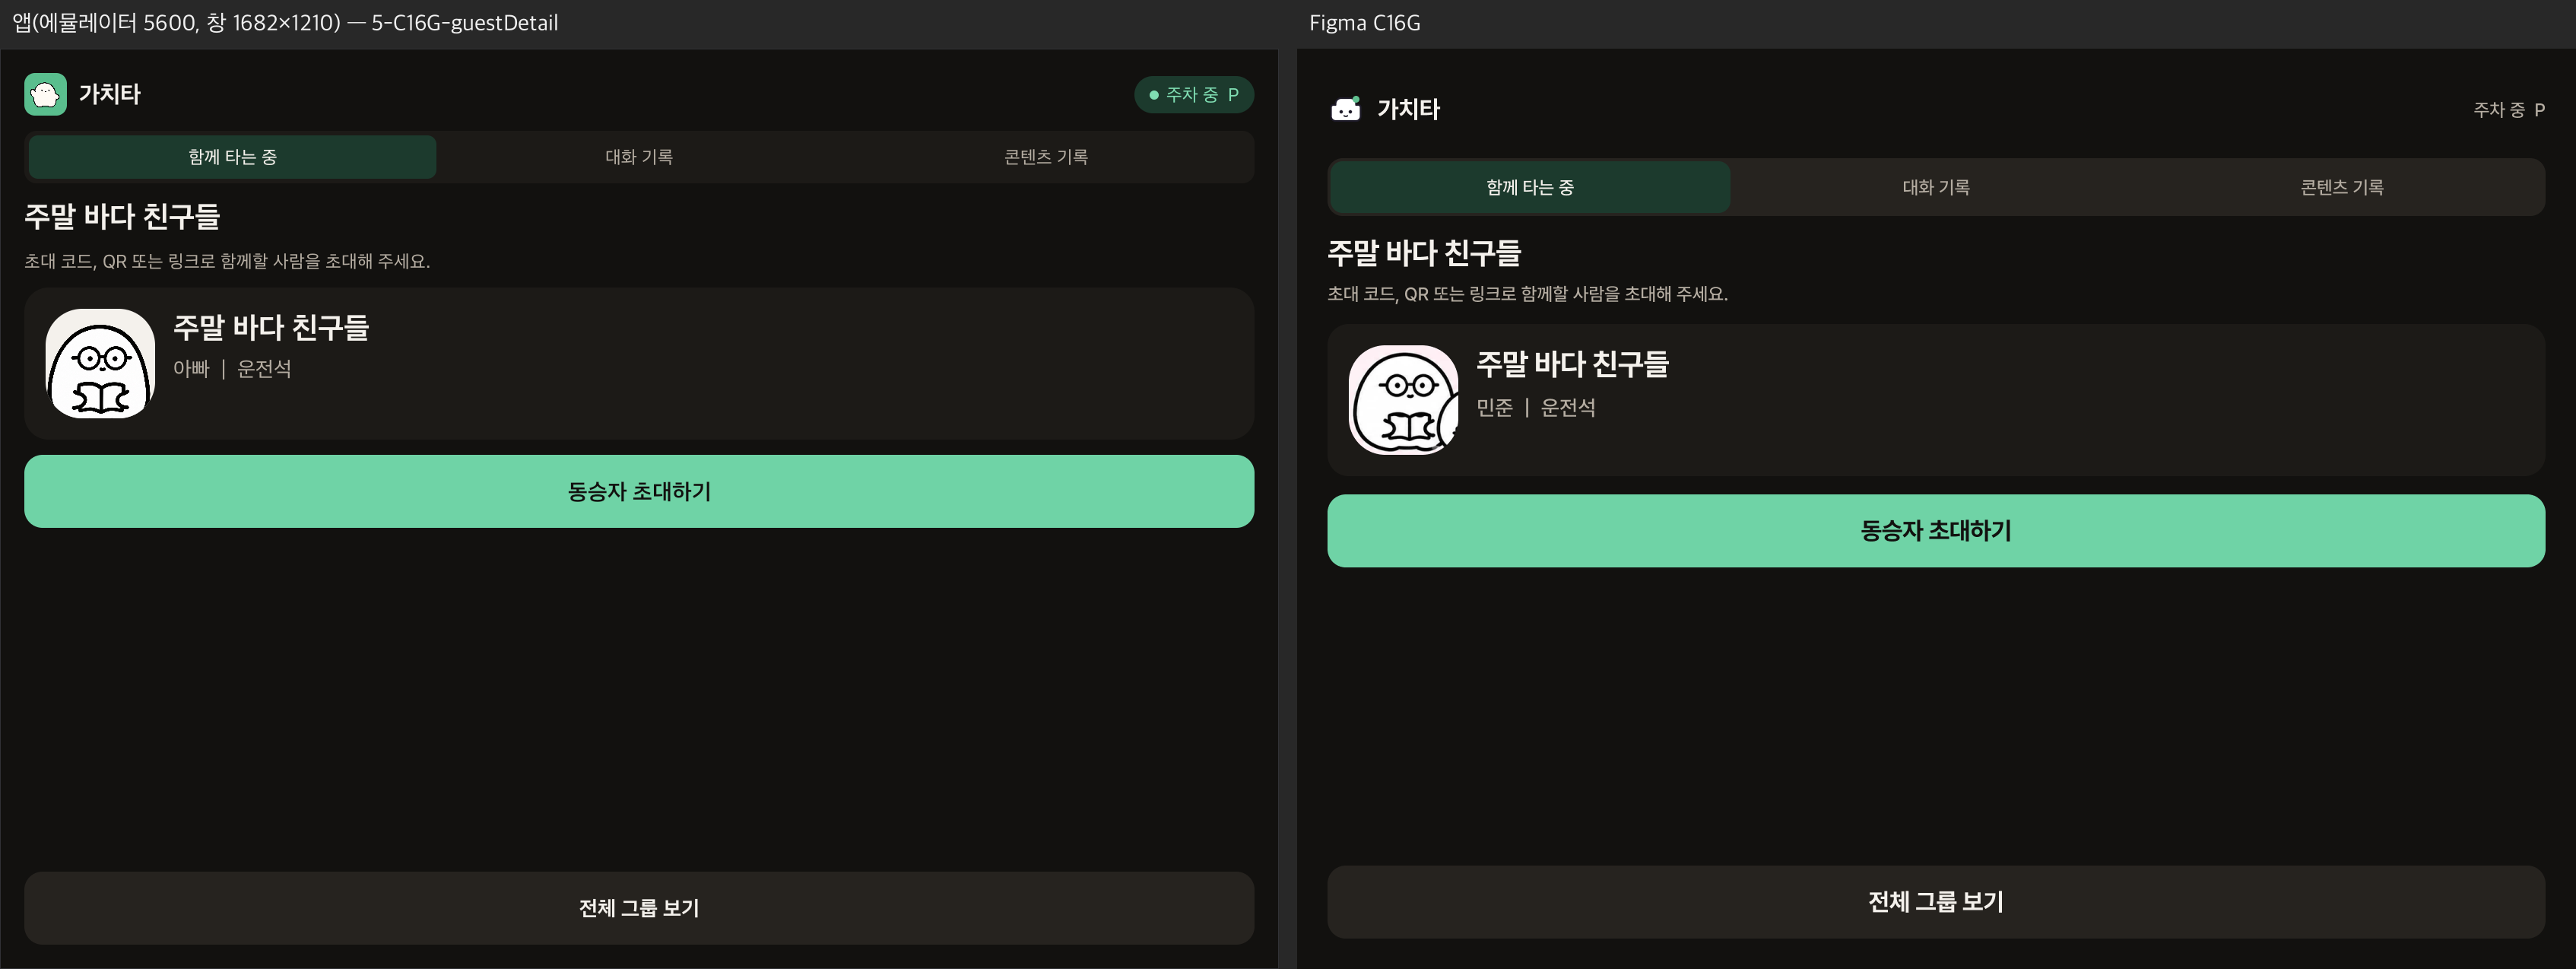 앱(에뮬레이터 5600, 창 1682×1210) — 5-C16G-guestDetail
가치타
주차 중 P
함께 타는 중
대화 기록
콘텐츠 기록
주말 바다 친구들
초대 코드, QR 또는 링크로 함께할 사람을 초대해 주세요.
주말 바다 친구들
아빠 | 운전석
동승자 초대하기
전체 그룹 보기
Figma C16G
가치타
주차 중 P
함께 타는 중
대화 기록
콘텐츠 기록
주말 바다 친구들
초대 코드, QR 또는 링크로 함께할 사람을 초대해 주세요.
주말 바다 친구들
민준 | 운전석
동승자 초대하기
전체 그룹 보기